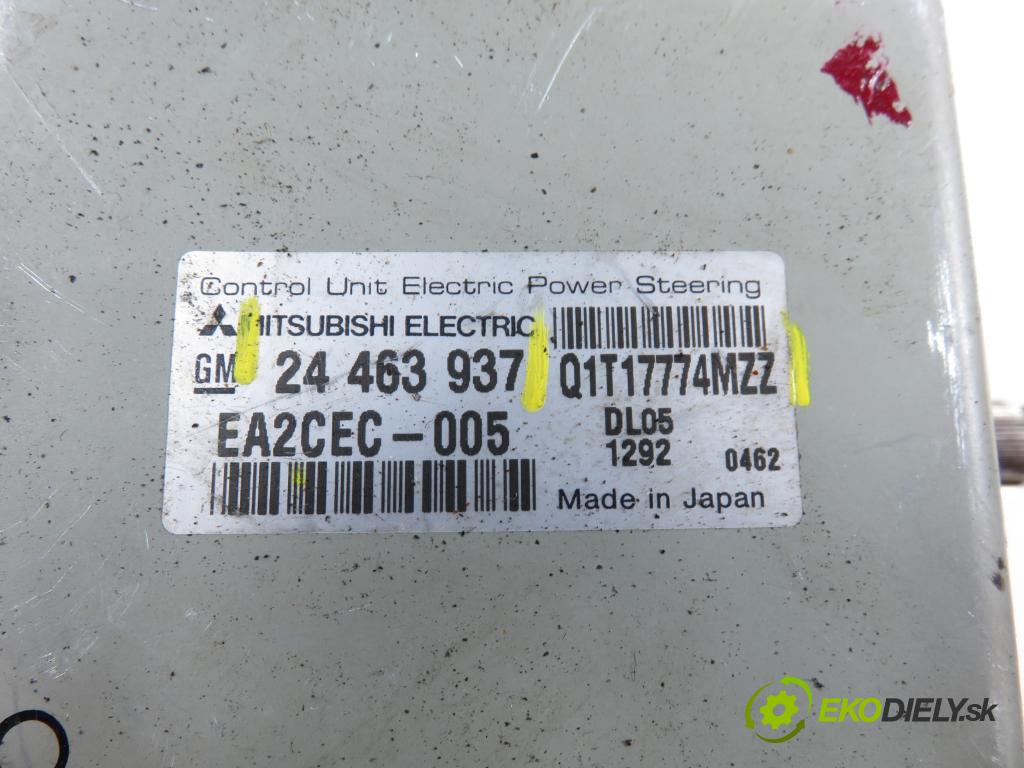 Control Unit Electric Power Steering
MITSUBISHI ELECTRIC
GM 24 463 937 Q1T17774MZZ
EA2CEC-005 DL05
1292 0462
Made in Japan
EKODIELY.sk